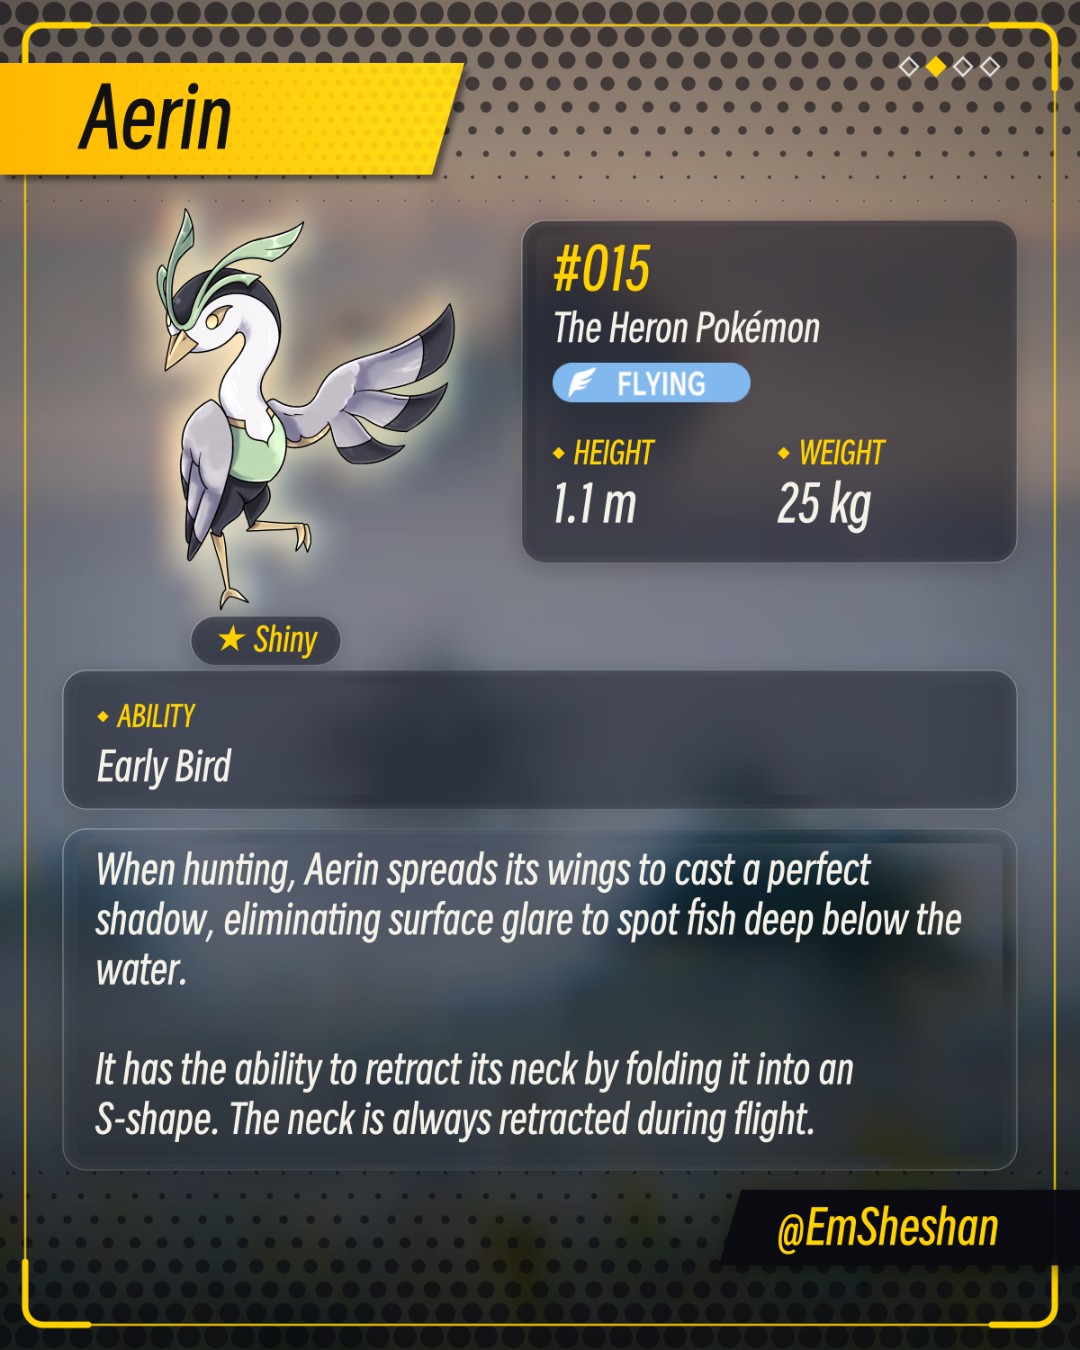 Aerin
#015
The Heron Pokémon
FLYING
HEIGHT
WEIGHT
1.1 m
25 kg
★ Shiny
ABILITY
Early Bird
When hunting, Aerin spreads its wings to cast a perfect
shadow, eliminating surface glare to spot fish deep below the
water.
It has the ability to retract its neck by folding it into an
S-shape. The neck is always retracted during flight.
@EmSheshan